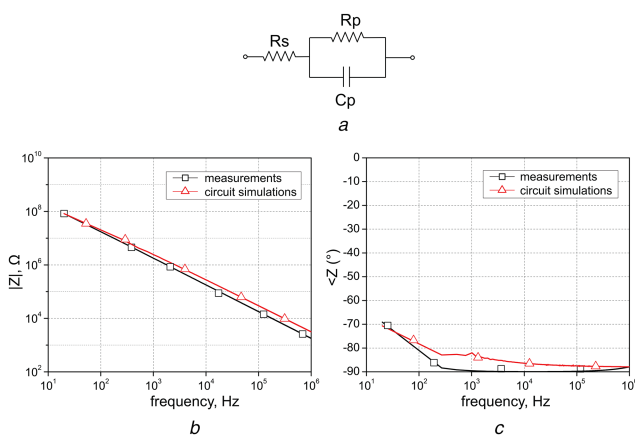 Rs
Rp
Cp
a
|Z|, Ω
10^10
10^8
10^6
10^4
10^2
measurements
circuit simulations
10^1 10^2 10^3 10^4 10^5 10^6
frequency, Hz
b
<Z (°)
0
-10
-20
-30
-40
-50
-60
-70
-80
-90
measurements
circuit simulations
10^1 10^2 10^3 10^4 10^5 10^6
frequency, Hz
c